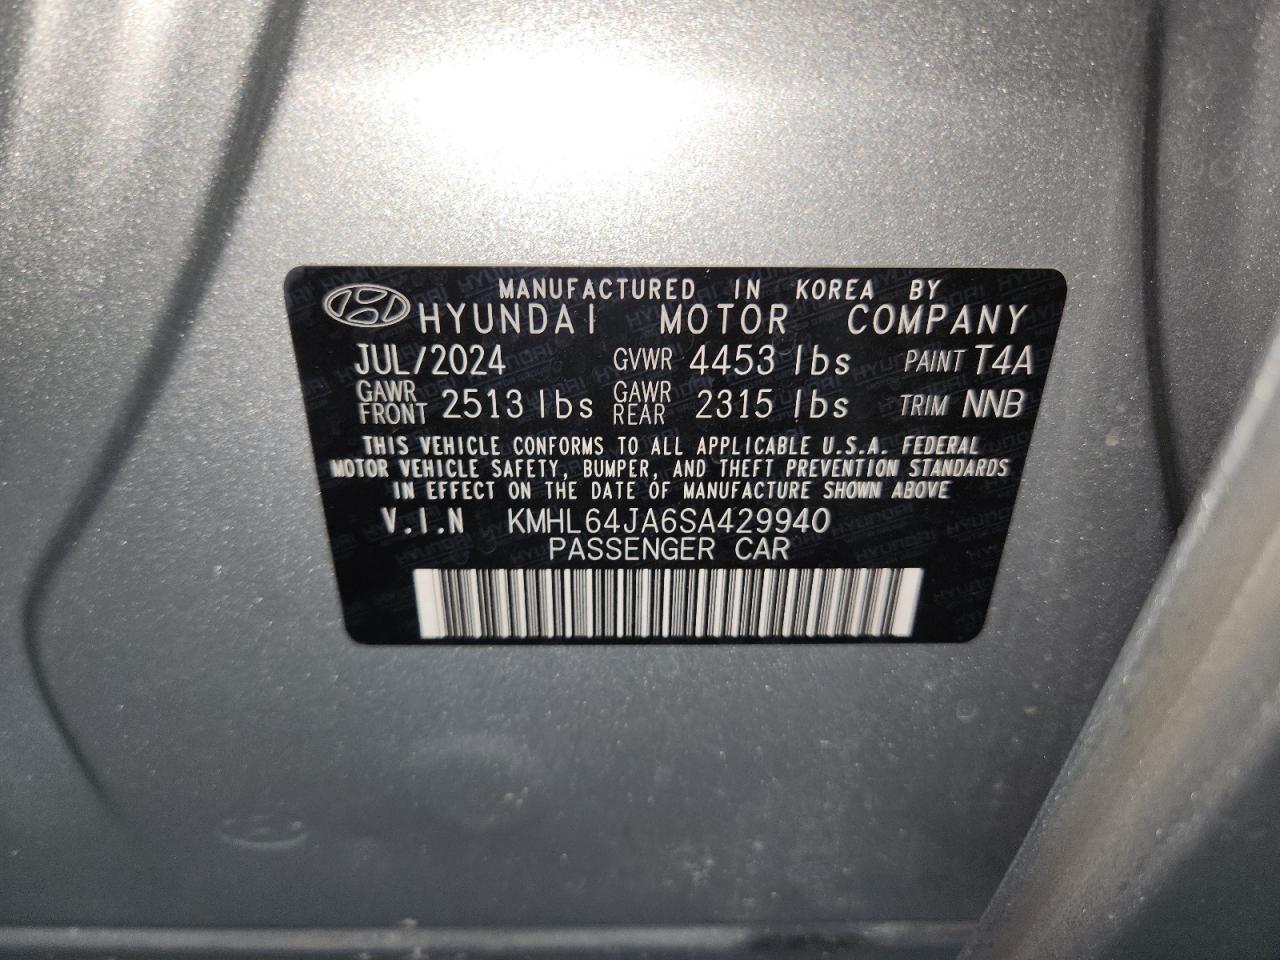 MANUFACTURED IN KOREA BY
HYUNDAI MOTOR COMPANY
JUL/2024 GVWR 4453 lbs PAINT T4A
GAWR FRONT 2513 lbs GAWR REAR 2315 lbs TRIM NNB
THIS VEHICLE CONFORMS TO ALL APPLICABLE U.S.A. FEDERAL
MOTOR VEHICLE SAFETY, BUMPER, AND THEFT PREVENTION STANDARDS
IN EFFECT ON THE DATE OF MANUFACTURE SHOWN ABOVE
V.I.N KMHL64JA6SA429940
PASSENGER CAR